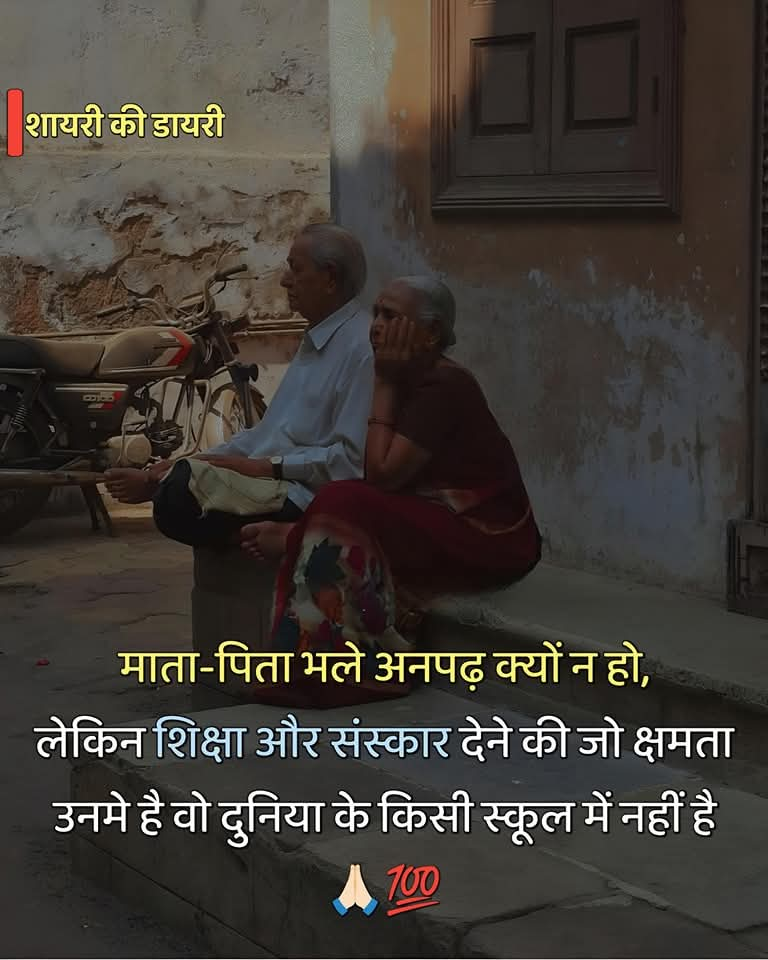 शायरी की डायरी
माता-पिता भले अनपढ़ क्यों न हो,
लेकिन शिक्षा और संस्कार देने की जो क्षमता
उनमे है वो दुनिया के किसी स्कूल में नहीं है
🙏🏻 💯